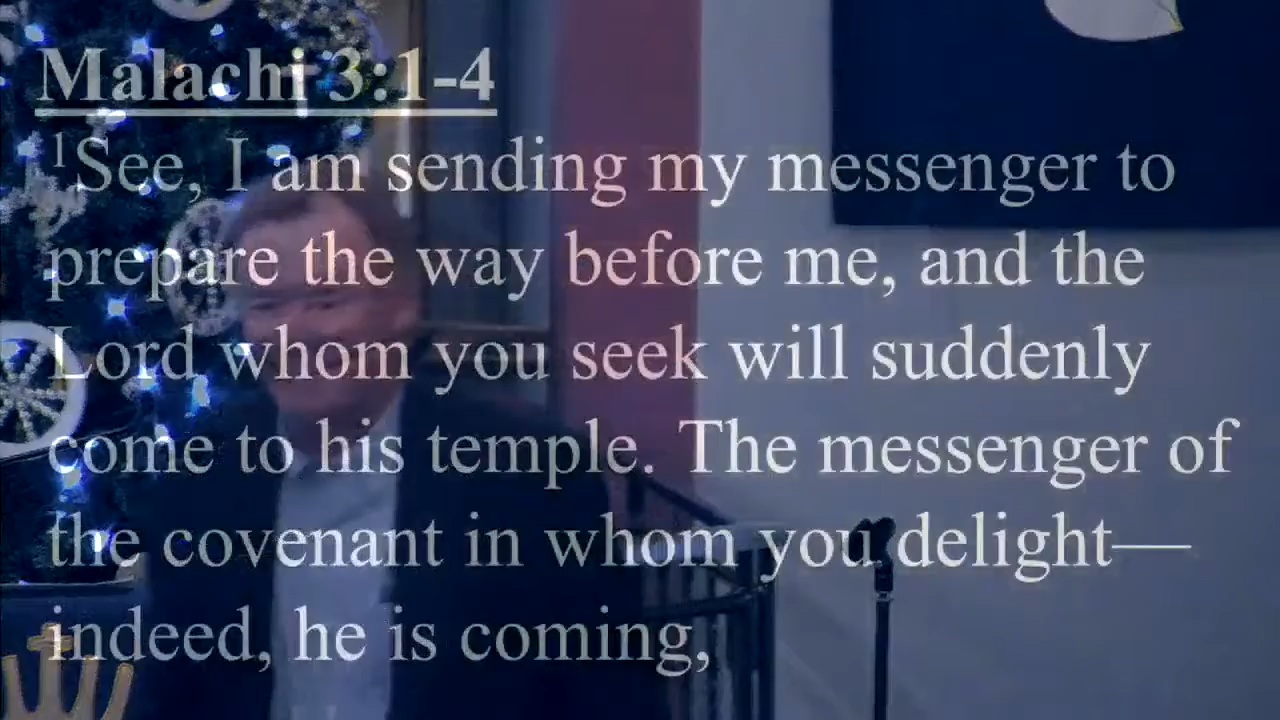 Malachi 3:1-4
¹See, I am sending my messenger to
prepare the way before me, and the
Lord whom you seek will suddenly
come to his temple. The messenger of
the covenant in whom you delight—
indeed, he is coming,